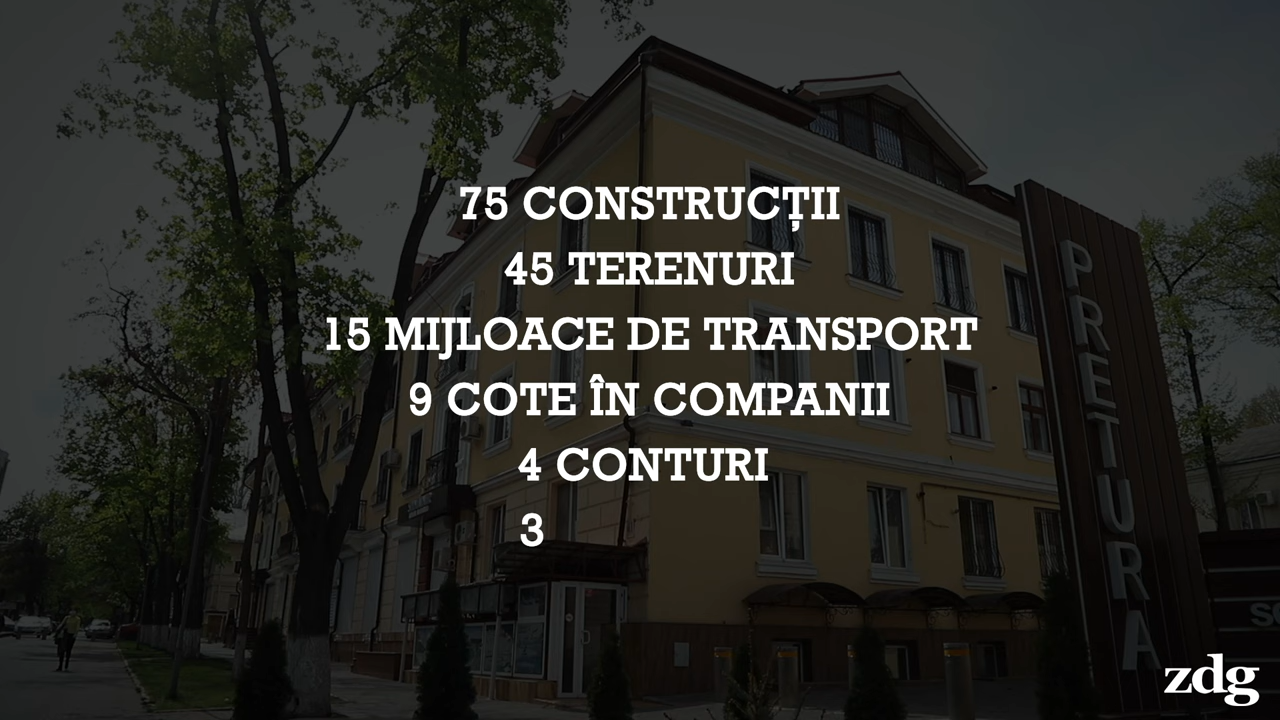 75 CONSTRUCȚII
45 TERENURI
15 MIJLOACE DE TRANSPORT
9 COTE ÎN COMPANII
4 CONTURI
3
PRETURA
zdg